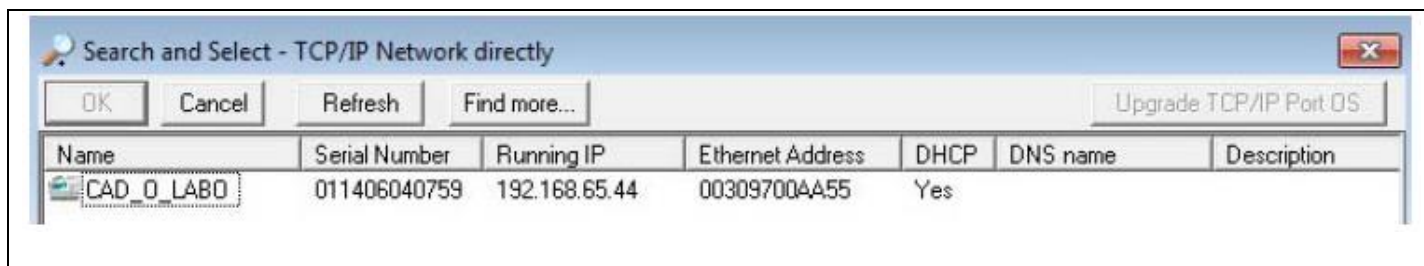 Search and Select - TCP/IP Network directly
OK Cancel Refresh Find more... Upgrade TCP/IP Port OS
Name Serial Number Running IP Ethernet Address DHCP DNS name Description
CAD_O_LABO 011406040759 192.168.65.44 00309700AA55 Yes